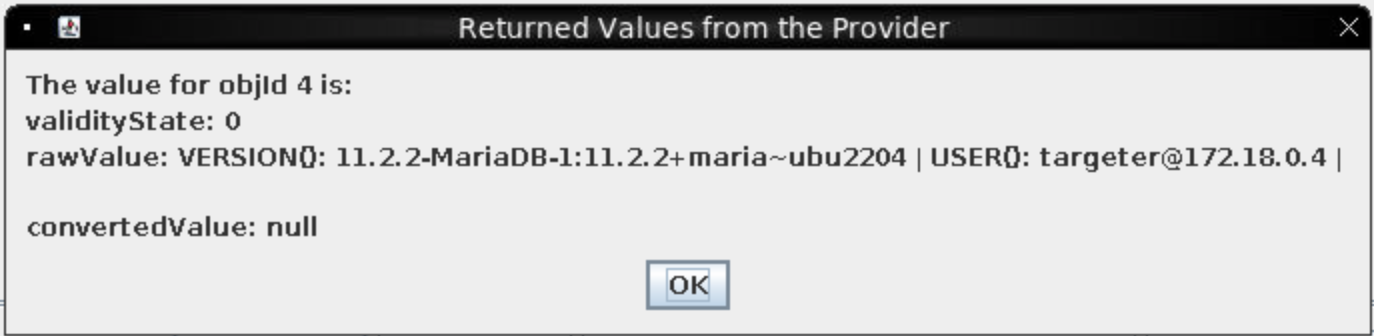 Returned Values from the Provider
The value for objId 4 is:
validityState: 0
rawValue: VERSION(): 11.2.2-MariaDB-1:11.2.2+maria~ubu2204 | USER(): targeter@172.18.0.4 |
convertedValue: null
OK